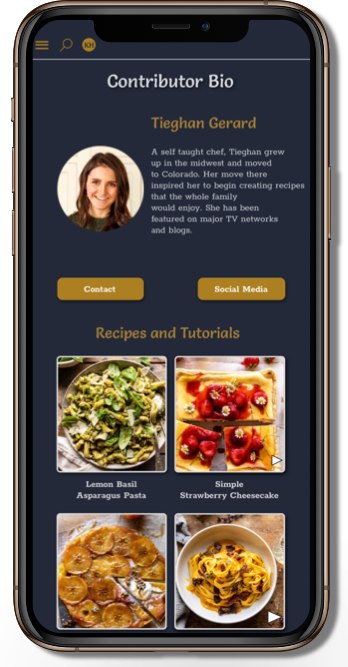 KH
Contributor Bio
Tieghan Gerard
A self taught chef, Tieghan grew
up in the midwest and moved
to Colorado. Her move there
inspired her to begin creating recipes
that the whole family
would enjoy. She has been
featured on major TV networks
and blogs.
Contact
Social Media
Recipes and Tutorials
Lemon Basil
Asparagus Pasta
Simple
Strawberry Cheesecake